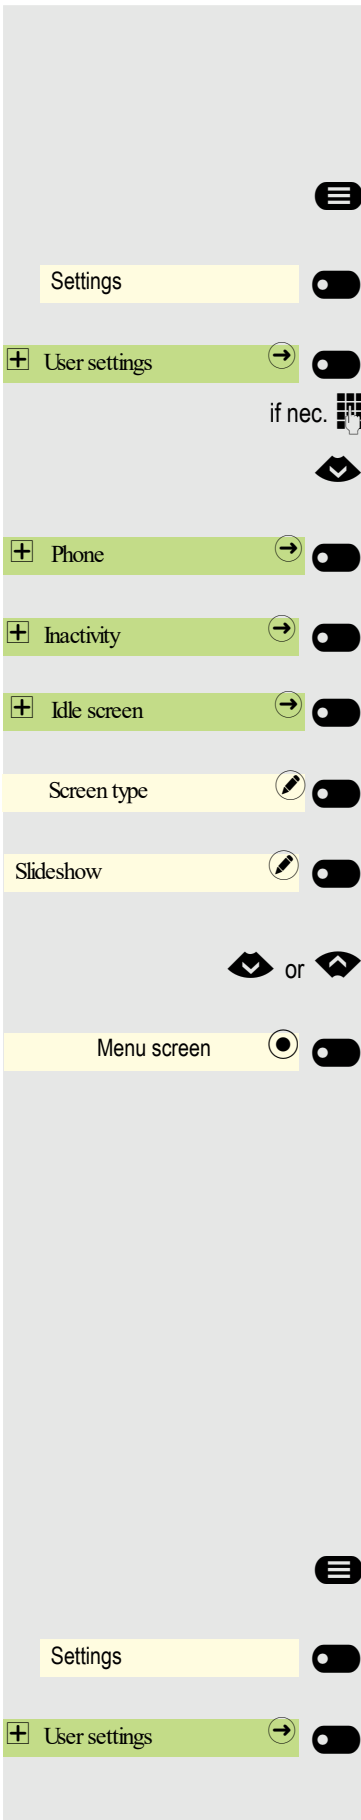 Settings
User settings
if nec.
Phone
Inactivity
Idle screen
Screen type
Slideshow
or
Menu screen
Settings
User settings